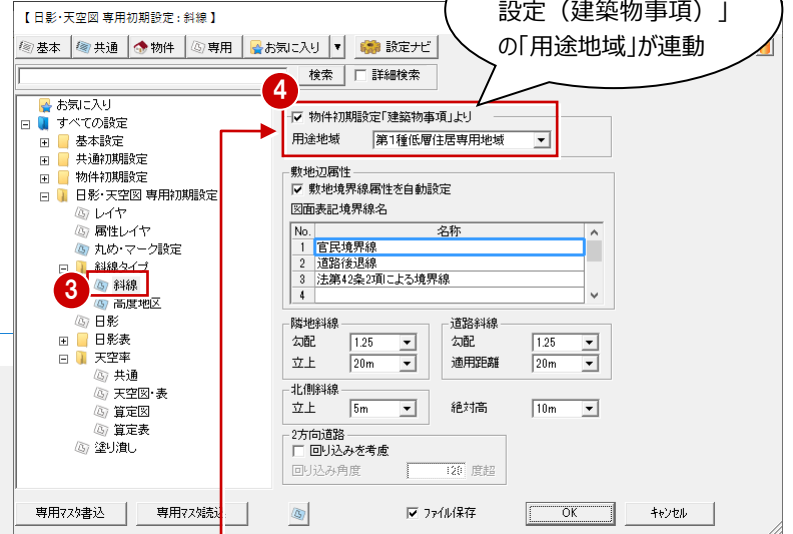 【 日影・天空図 専用初期設定 : 斜線 】
設定（建築物事項）」
の「用途地域」が連動
基本 共通 物件 専用 お気に入り ▼ 設定ナビ
検索 詳細検索
4
お気に入り
すべての設定
基本設定
共通初期設定
物件初期設定
日影・天空図 専用初期設定
レイヤ
属性レイヤ
丸め・マーク設定
斜線タイプ
3
斜線
高度地区
日影
日影表
天空率
共通
天空図・表
算定図
算定表
塗り潰し
物件初期設定「建築物事項」より
用途地域 第1種低層住居専用地域
敷地辺属性
敷地境界線属性を自動設定
図面表記境界線名
No. 名称
1 官民境界線
2 道路後退線
3 法第42条2項による境界線
4
隣地斜線
勾配 1.25
立上 20m
道路斜線
勾配 1.25
適用距離 20m
北側斜線
立上 5m
絶対高 10m
2方向道路
回り込みを考慮
回り込み角度 120 度超
専用マスタ書込 専用マスタ読込 ファイル保存 OK キャンセル